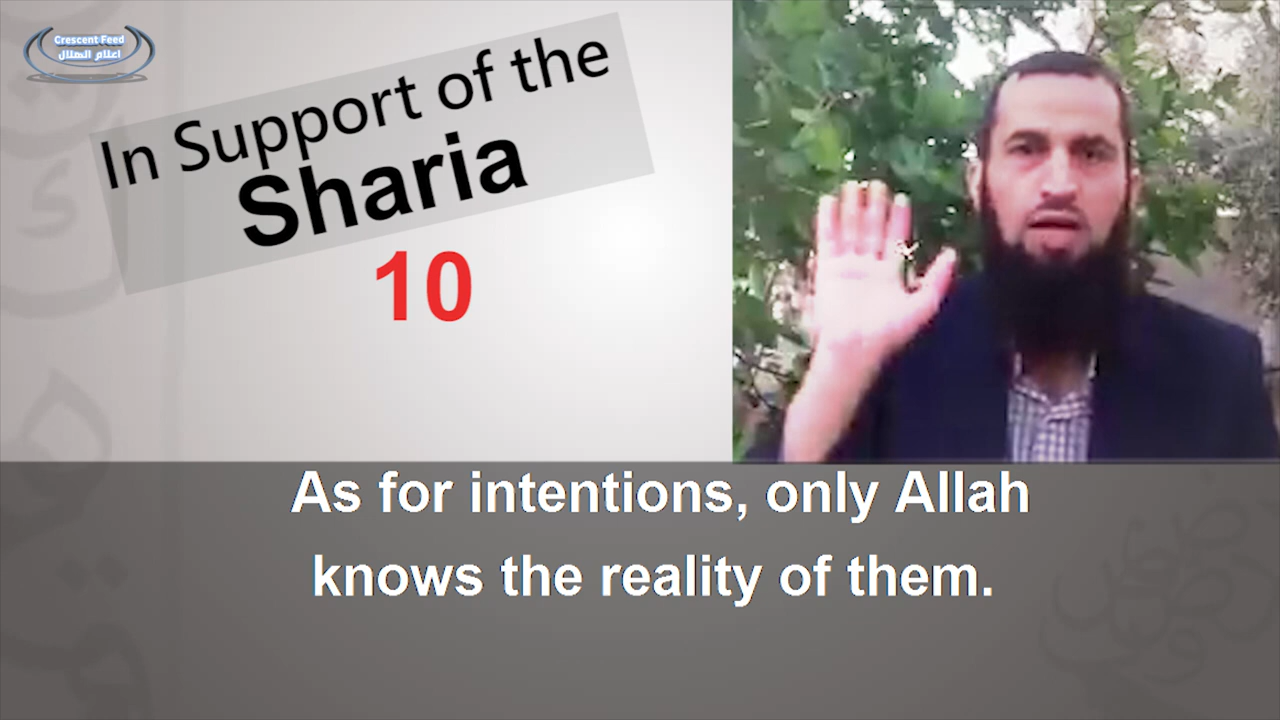 Crescent Feed
اعلام الهلال
In Support of the
Sharia
10
As for intentions, only Allah
knows the reality of them.